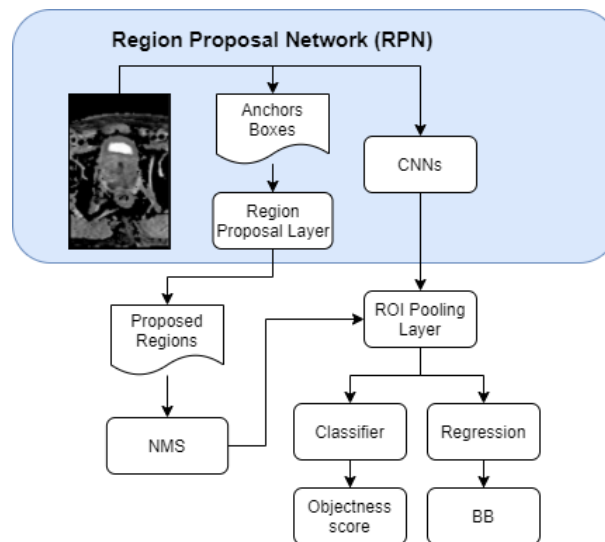 Region Proposal Network (RPN)
Anchors
Boxes
CNNs
Region
Proposal Layer
Proposed
Regions
ROI Pooling
Layer
NMS
Classifier
Regression
Objectness
score
BB